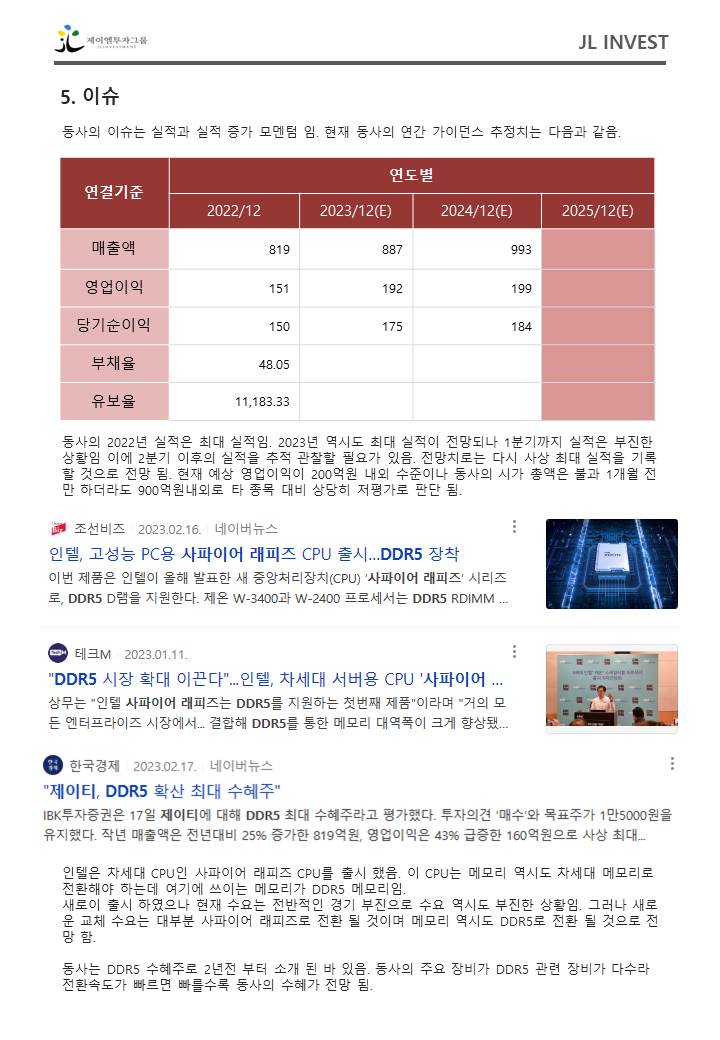 제이엘투자그룹
JLINVESTMENT
JL INVEST
5. 이슈
동사의 이슈는 실적과 실적 증가 모멘텀 임. 현재 동사의 연간 가이던스 추정치는 다음과 같음.
연결기준 연도별
2022/12 2023/12(E) 2024/12(E) 2025/12(E)
매출액 819 887 993
영업이익 151 192 199
당기순이익 150 175 184
부채율 48.05
유보율 11,183.33
동사의 2022년 실적은 최대 실적임. 2023년 역시도 최대 실적이 전망되나 1분기까지 실적은 부진한
상황임 이에 2분기 이후의 실적을 추적 관찰할 필요가 있음. 전망치로는 다시 사상 최대 실적을 기록
할 것으로 전망 됨. 현재 예상 영업이익이 200억원 내외 수준이나 동사의 시가 총액은 불과 1개월 전
만 하더라도 900억원내외로 타 종목 대비 상당히 저평가로 판단 됨.
조선비즈 2023.02.16. 네이버뉴스
인텔, 고성능 PC용 사파이어 래피즈 CPU 출시...DDR5 장착
이번 제품은 인텔이 올해 발표한 새 중앙처리장치(CPU) '사파이어 래피즈' 시리즈
로, DDR5 D램을 지원한다. 제온 W-3400과 W-2400 프로세서는 DDR5 RDIMM ...
테크M 2023.01.11.
"DDR5 시장 확대 이끈다"...인텔, 차세대 서버용 CPU '사파이어 ...
상무는 "인텔 사파이어 래피즈는 DDR5를 지원하는 첫번째 제품"이라며 "거의 모
든 엔터프라이즈 시장에서... 결합해 DDR5를 통한 메모리 대역폭이 크게 향상됐...
한국경제 2023.02.17. 네이버뉴스
"제이티, DDR5 확산 최대 수혜주"
IBK투자증권은 17일 제이티에 대해 DDR5 최대 수혜주라고 평가했다. 투자의견 '매수'와 목표주가 1만5000원을
유지했다. 작년 매출액은 전년대비 25% 증가한 819억원, 영업이익은 43% 급증한 160억원으로 사상 최대...
인텔은 차세대 CPU인 사파이어 래피즈 CPU를 출시 했음. 이 CPU는 메모리 역시도 차세대 메모리로
전환해야 하는데 여기에 쓰이는 메모리가 DDR5 메모리임.
새로이 출시 하였으나 현재 수요는 전반적인 경기 부진으로 수요 역시도 부진한 상황임. 그러나 새로
운 교체 수요는 대부분 사파이어 래피즈로 전환 될 것이며 메모리 역시도 DDR5로 전환 될 것으로 전
망 함.
동사는 DDR5 수혜주로 2년전 부터 소개 된 바 있음. 동사의 주요 장비가 DDR5 관련 장비가 다수라
전환속도가 빠르면 빠를수록 동사의 수혜가 전망 됨.